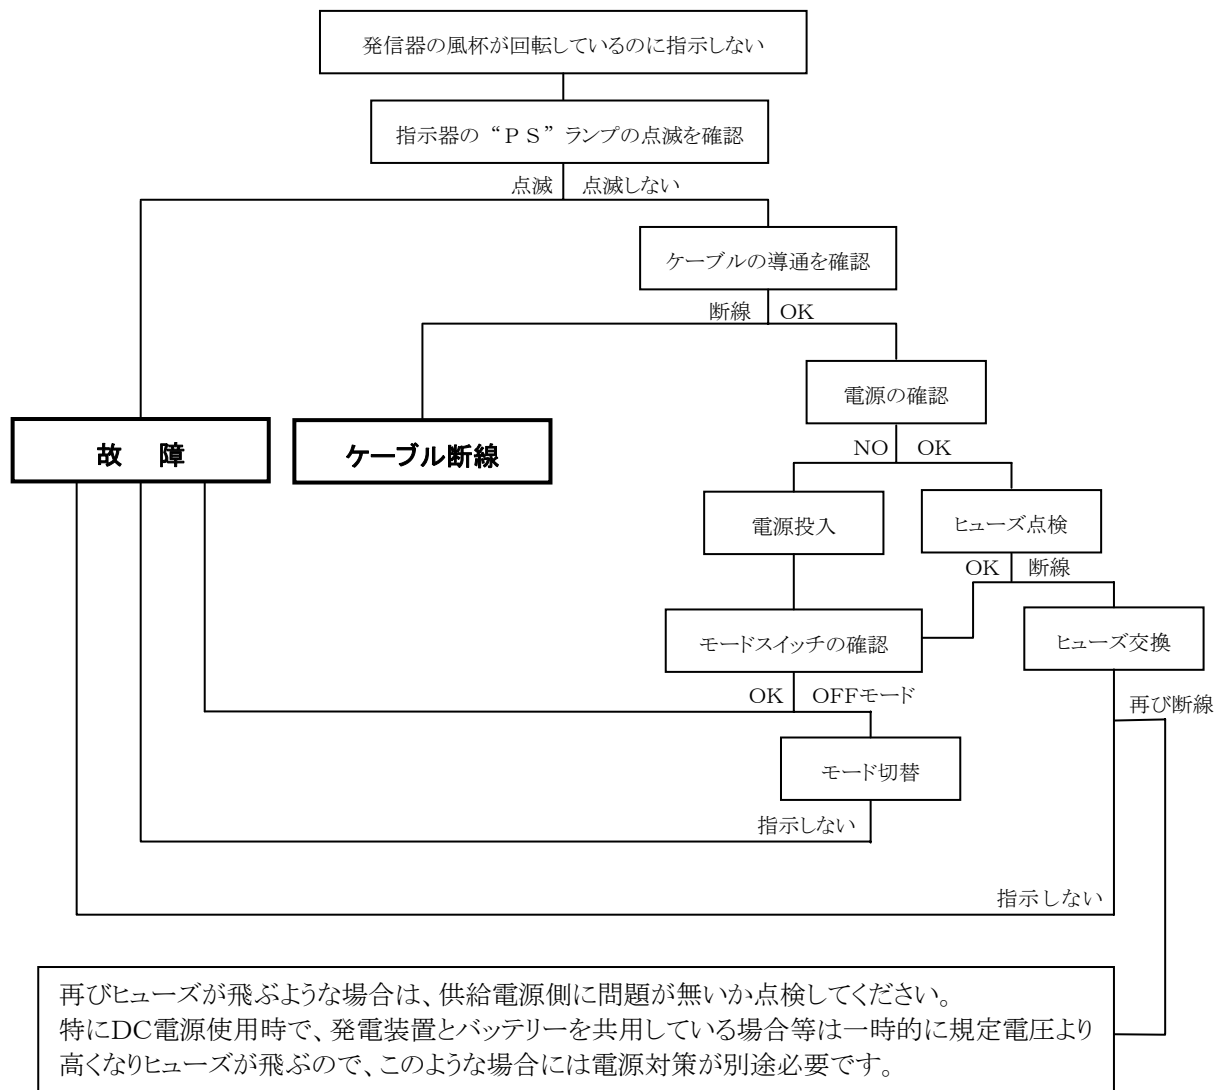 発信器の風杯が回転しているのに指示しない
指示器の“ＰＳ”ランプの点滅を確認
点滅 点滅しない
ケーブルの導通を確認
断線 OK
電源の確認
故　障
ケーブル断線
NO OK
電源投入
ヒューズ点検
OK 断線
モードスイッチの確認
ヒューズ交換
OK OFFモード
再び断線
モード切替
指示しない
指示しない
再びヒューズが飛ぶような場合は、供給電源側に問題が無いか点検してください。
特にDC電源使用時で、発電装置とバッテリーを共用している場合等は一時的に規定電圧より
高くなりヒューズが飛ぶので、このような場合には電源対策が別途必要です。